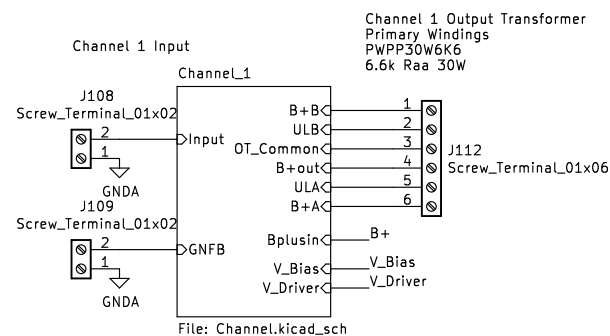 Channel 1 Output Transformer
Primary Windings
PWPP30W6K6
6.6k Raa 30W
Channel 1 Input
Channel_1
J108
Screw_Terminal_01x02
2
1
GNDA
J109
Screw_Terminal_01x02
2
1
GNDA
Input
GNFB
B+B
ULB
OT_Common
B+out
ULA
B+A
Bplusin
V_Bias
V_Driver
1
2
3
4
5
6
J112
Screw_Terminal_01x06
B+
V_Bias
V_Driver
File: Channel.kicad_sch